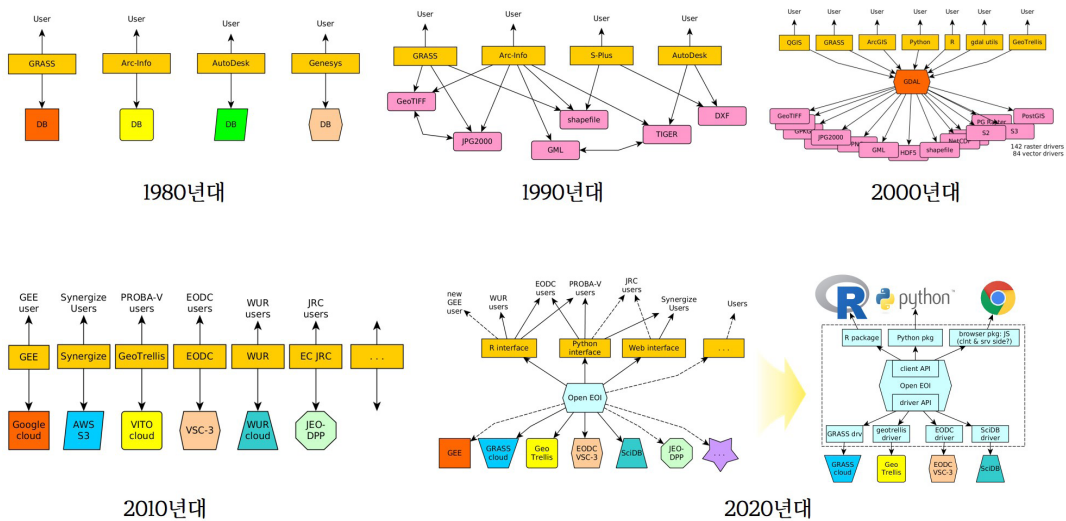 User
User
User
User
GRASS
Arc-Info
AutoDesk
Genesys
DB
DB
DB
DB
1980년대
User
User
User
User
GRASS
Arc-Info
S-Plus
AutoDesk
GeoTIFF
shapefile
DXF
JPG2000
TIGER
GML
1990년대
User
User
User
User
User
User
User
QGIS
GRASS
ArcGIS
Python
R
gdal utils
GeoTrellis
GDAL
GeoTIFF
PG Raster
PostGIS
GPKG
JPG2000
S2
S3
NetCDF
GML
HDF5
shapefile
142 raster drivers
84 vector drivers
2000년대
GEE
user
Synergize
Users
PROBA-V
users
EODC
users
WUR
users
JRC
users
GEE
Synergize
GeoTrellis
EODC
WUR
EC JRC
. . .
Google
cloud
AWS
S3
VITO
cloud
VSC-3
WUR
cloud
JEO-
DPP
2010년대
new
GEE
user
WUR
users
EODC
users
PROBA-V
users
JRC
users
Synergize
Users
Users
R interface
Python
interface
Web interface
. . .
Open EOI
GEE
GRASS
cloud
Geo
Trellis
EODC
VSC-3
SciDB
JEO-
DPP
. . .
R
python™
R package
Python pkg
browser pkg: JS
(clnt & srv side?)
client API
Open EOI
driver API
GRASS drv
geotrellis
driver
EODC
driver
SciDB
driver
GRASS
cloud
Geo
Trellis
EODC
VSC-3
SciDB
2020년대